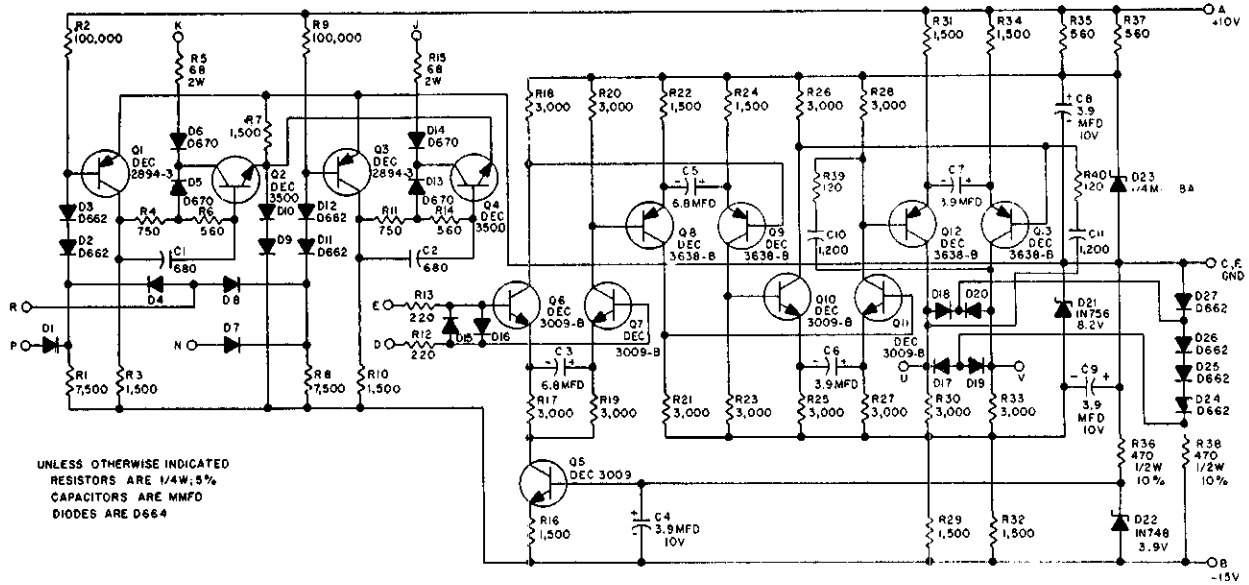 R2
100,000
K
R9
100,000
J
R31
1,500
R34
1,500
R35
560
R37
560
A
+10V
R5
68
2W
R15
68
2W
R18
3,000
R20
3,000
R22
1,500
R24
1,500
R26
3,000
R28
3,000
C8
3.9
MFD
10V
R7
1,500
D6
D670
D14
D670
Q1
DEC
2894-3
Q2
DEC
3500
Q3
DEC
2894-3
D5
D670
D13
D670
Q4
DEC
3500
C5
6.8MFD
R39
120
C7
3.9MFD
R40
120
D23
1/4M
8A
D3
D662
D10
D12
D662
R4
750
R6
560
R11
750
R14
560
Q8
DEC
3638-B
Q9
DEC
3638-B
C10
1,200
Q12
DEC
3638-B
Q13
DEC
3638-B
C11
1,200
D2
D662
D9
D11
D662
C1
680
C2
680
C,F,
GND
D4
D8
R
E
R13
220
Q6
DEC
3009-B
Q7
DEC
3009-B
Q10
DEC
3009-B
Q11
DEC
3009-B
D18
D20
D21
IN756
8.2V
D27
D662
D26
D662
D25
D662
D24
D662
P
D1
N
D7
D
R12
220
D15
D16
C3
6.8MFD
C6
3.9MFD
U
D17
D19
V
C9
3.9
MFD
10V
R1
7,500
R3
1,500
R8
7,500
R10
1,500
R17
3,000
R19
3,000
R21
3,000
R23
3,000
R25
3,000
R27
3,000
R30
3,000
R33
3,000
R36
470
1/2W
10%
R38
470
1/2W
10%
UNLESS OTHERWISE INDICATED
RESISTORS ARE 1/4W; 5%
CAPACITORS ARE MMFD
DIODES ARE D664
Q5
DEC 3009
R16
1,500
C4
3.9MFD
10V
R29
1,500
R32
1,500
D22
IN748
3.9V
B
-15V